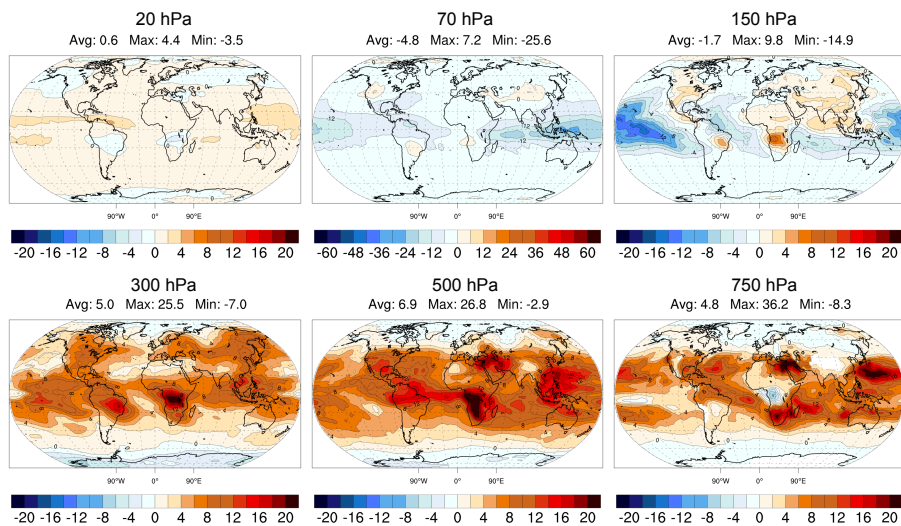 20 hPa
Avg: 0.6 Max: 4.4 Min: -3.5
70 hPa
Avg: -4.8 Max: 7.2 Min: -25.6
150 hPa
Avg: -1.7 Max: 9.8 Min: -14.9
90°W 0° 90°E
90°W 0° 90°E
90°W 0° 90°E
-20 -16 -12 -8 -4 0 4 8 12 16 20
-60 -48 -36 -24 -12 0 12 24 36 48 60
-20 -16 -12 -8 -4 0 4 8 12 16 20
300 hPa
Avg: 5.0 Max: 25.5 Min: -7.0
500 hPa
Avg: 6.9 Max: 26.8 Min: -2.9
750 hPa
Avg: 4.8 Max: 36.2 Min: -8.3
90°W 0° 90°E
90°W 0° 90°E
90°W 0° 90°E
-20 -16 -12 -8 -4 0 4 8 12 16 20
-20 -16 -12 -8 -4 0 4 8 12 16 20
-20 -16 -12 -8 -4 0 4 8 12 16 20